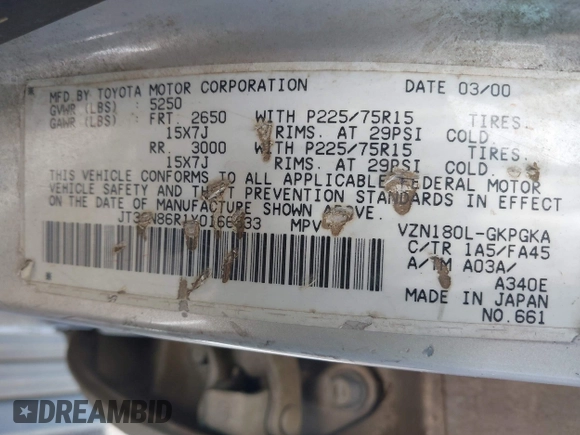 MFD.BY TOYOTA MOTOR CORPORATION DATE 03/00
GVWR (LBS) 5250
GAWR (LBS) FRT. 2650 WITH P225/75R15 TIRES.
15X7J RIMS. AT 29PSI COLD.
RR. 3000 WITH P225/75R15 TIRES.
15X7J RIMS. AT 29PSI COLD.
THIS VEHICLE CONFORMS TO ALL APPLICABLE FEDERAL MOTOR
VEHICLE SAFETY AND THEFT PREVENTION STANDARDS IN EFFECT
ON THE DATE OF MANUFACTURE SHOWN ABOVE.
MPV VZN180L-GKPGKA
C/TR 1A5/FA45
A/TM A03A/
A340E
MADE IN JAPAN
NO.661
DREAMBID